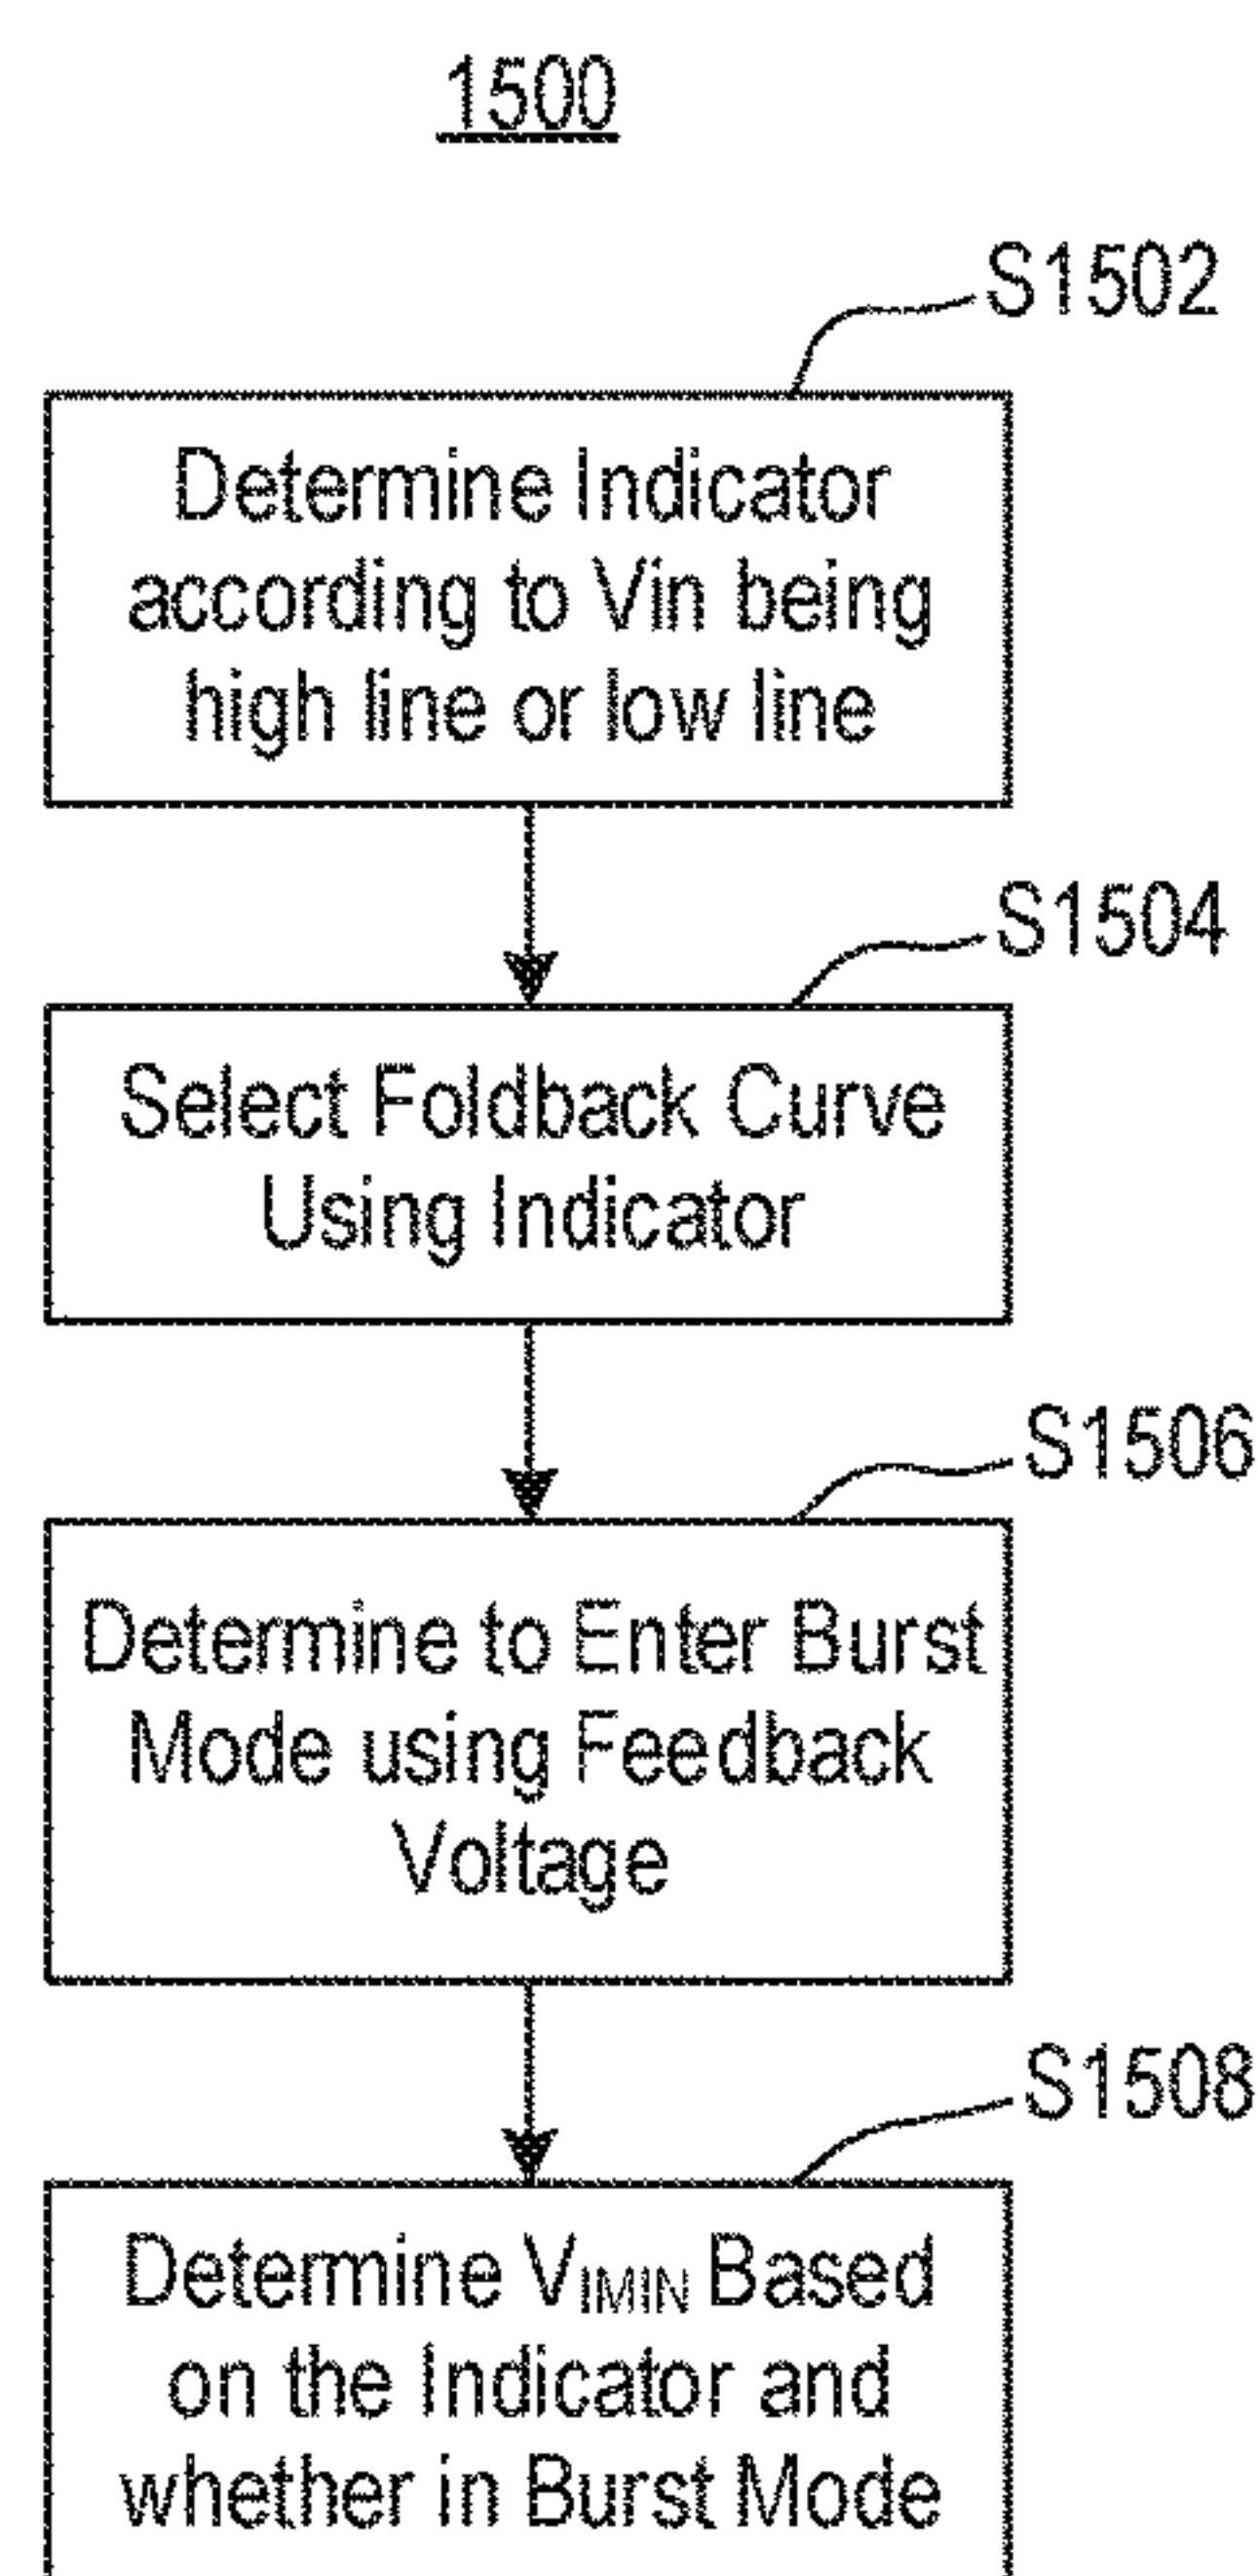 1500
S1502
Determine Indicator
according to Vin being
high line or low line
S1504
Select Foldback Curve
Using Indicator
S1506
Determine to Enter Burst
Mode using Feedback
Voltage
S1508
Determine VIMIN Based
on the Indicator and
whether in Burst Mode